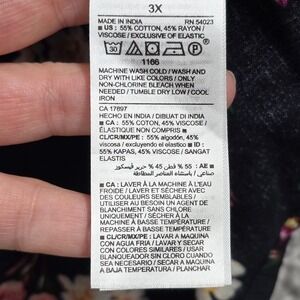 3X
MADE IN INDIA RN 54023
■ US : 55% COTTON, 45% RAYON /
VISCOSE / EXCLUSIVE OF ELASTIC
30
P
1166
MACHINE WASH COLD / WASH AND
DRY WITH LIKE COLORS / ONLY
NON-CHLORINE BLEACH WHEN
NEEDED / TUMBLE DRY LOW / COOL
IRON
CA 17897
HECHO EN INDIA / DIBUAT DI INDIA
■ CA : 55% COTON, 45% VISCOSE /
ÉLASTIQUE NON COMPRIS ■
CL/CR/MX/PE : 55% algodón, 45%
viscosa / excluyendo el elástico ■ ID :
55% KAPAS, 45% VISCOSE / SANGAT
ELASTIS
■ AE : 55 % قطن 45 % حرير فيسكوز
صناعي / باستثناء العناصر المطاطة
■ CA : LAVER À LA MACHINE À L'EAU
FROIDE / LAVER ET SÉCHER AVEC
DES COULEURS SEMBLABLES /
UTILISER AU BESOIN UN AGENT DE
BLANCHIMENT SANS CHLORE /
SÉCHER À LA MACHINE À BASSE
TEMPÉRATURE / REPASSER À BASSE TEMPÉRATURE
■ CL/CR/MX/PE : LAVAR A MAQUINA
CON AGUA FRIA / LAVAR Y SECAR
CON COLORES SIMILARES / USAR
BLANQUEADOR SIN CLORO CUANDO
SEA NECESARIO / SECAR A MAQUINA
A BAJA TEMPERATURA / PLANCHAR